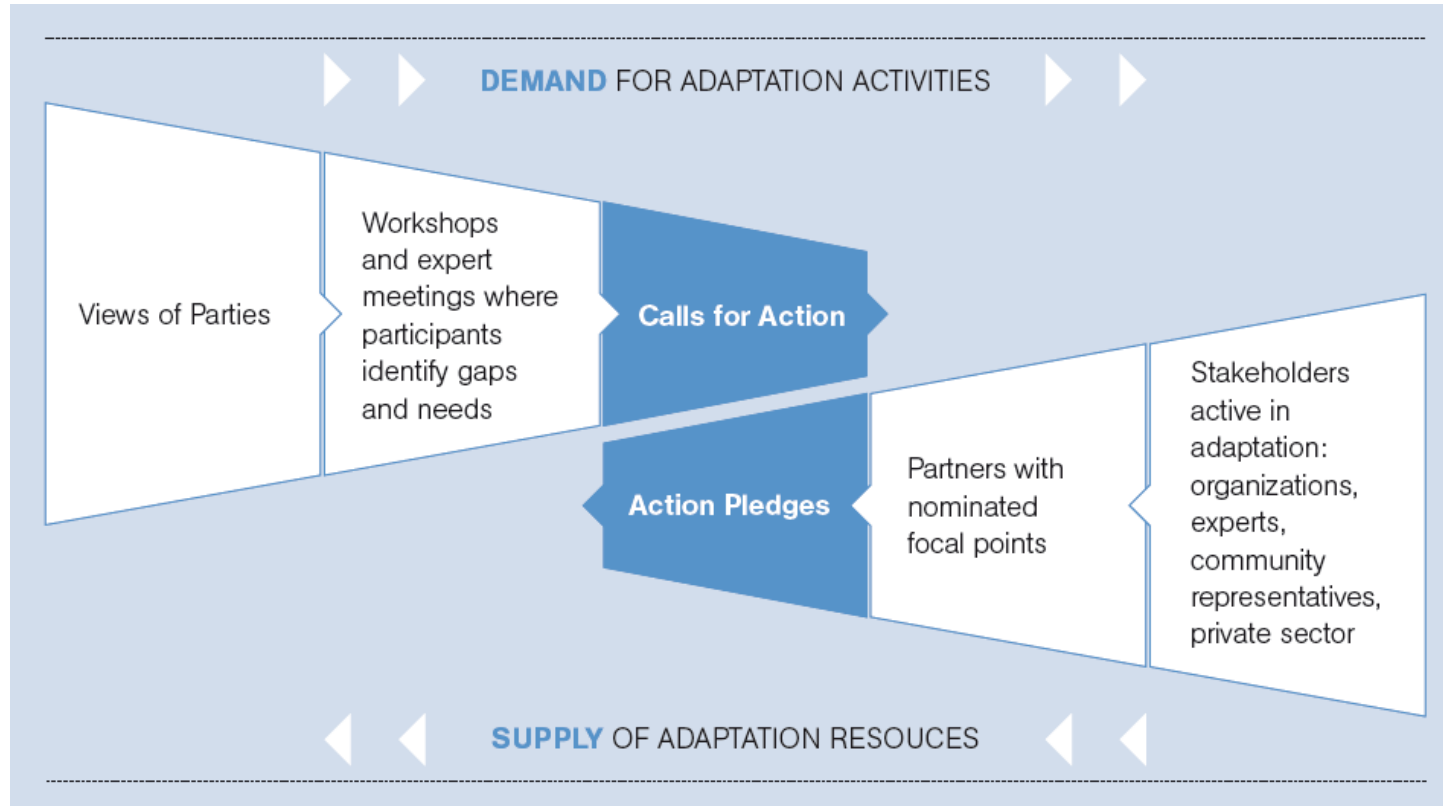 DEMAND FOR ADAPTATION ACTIVITIES
Views of Parties
Workshops
and expert
meetings where
participants
identify gaps
and needs
Calls for Action
Action Pledges
Partners with
nominated
focal points
Stakeholders
active in
adaptation:
organizations,
experts,
community
representatives,
private sector
SUPPLY OF ADAPTATION RESOUCES